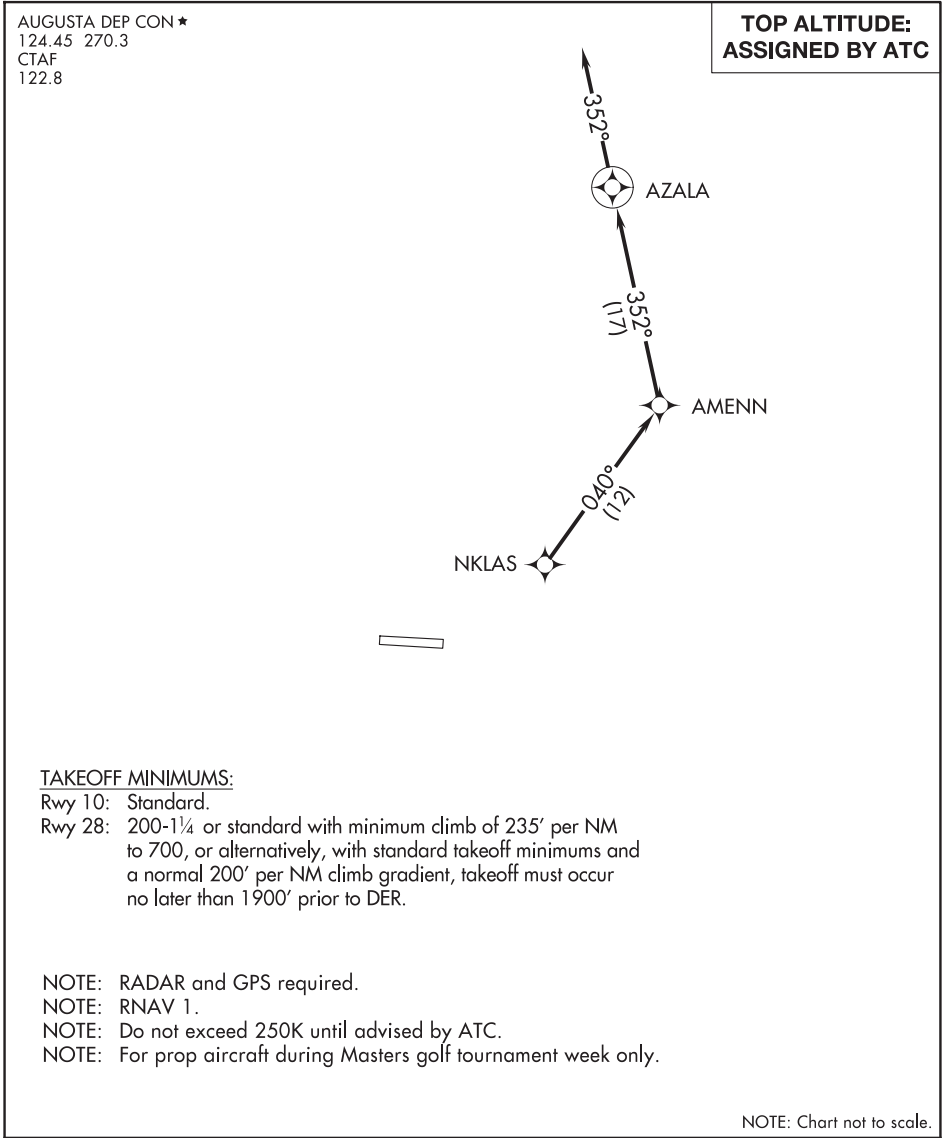 AUGUSTA DEP CON ★
124.45 270.3
CTAF
122.8
TOP ALTITUDE:
ASSIGNED BY ATC
352°
AZALA
352°
(17)
AMENN
040°
(12)
NKLAS
TAKEOFF MINIMUMS:
Rwy 10: Standard.
Rwy 28: 200-1¼ or standard with minimum climb of 235' per NM
to 700, or alternatively, with standard takeoff minimums and
a normal 200' per NM climb gradient, takeoff must occur
no later than 1900' prior to DER.
NOTE: RADAR and GPS required.
NOTE: RNAV 1.
NOTE: Do not exceed 250K until advised by ATC.
NOTE: For prop aircraft during Masters golf tournament week only.
NOTE: Chart not to scale.